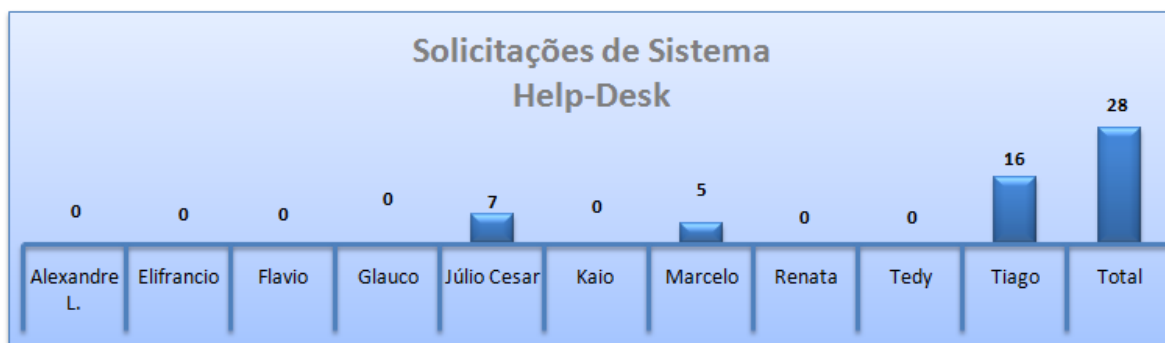 Solicitações de Sistema
Help-Desk
0 0 0 0 7 0 5 0 0 16 28
Alexandre L. Elifrancio Flavio Glauco Júlio Cesar Kaio Marcelo Renata Tedy Tiago Total